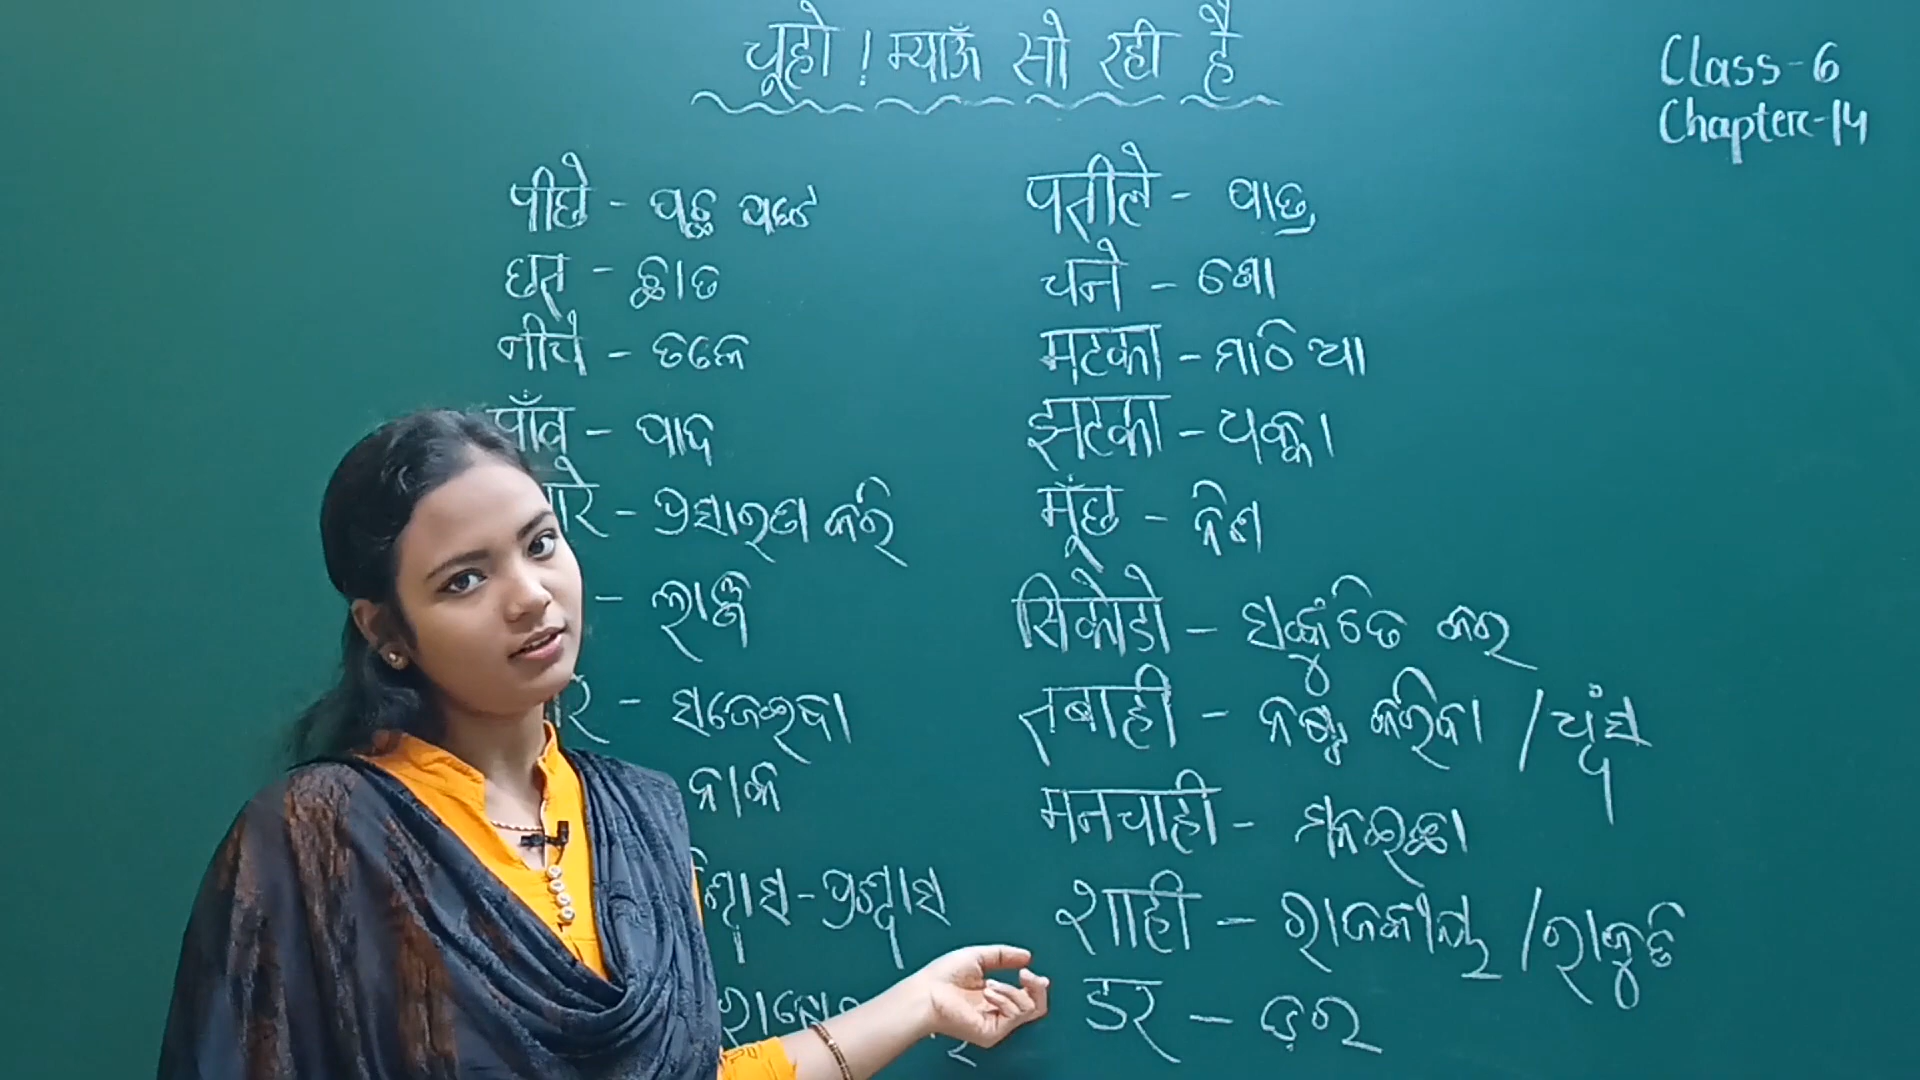 चूहो ! म्याऊँ सो रही है
Class-6
Chapter-14
पीछे - ପଛ ପଟେ
छत - ଛାତ
नीचे - ତଳେ
पाँव - ପାଦ
सारे - ପ୍ରସାରଣ କରି
- ଲାଞ୍ଜ
रे - ସଜେଇବା
ନାକ
ନିଶ୍ୱାସ-ପ୍ରଶ୍ୱାସ
पतीले - ପାତ୍ର
चने - ଚଣା
मटका - ମାଠିଆ
झटका - ଧକ୍କା
मूँछ - ନିଶ
सिकोडो - ସଙ୍କୁଚିତ କର
तबाही - ନଷ୍ଟ କରିବା / ଧ୍ୱଂସ
मनचाही - ମନଇଚ୍ଛା
शाही - ରାଜକୀୟ / ରାଜୁତି
डर - ଡ଼ର